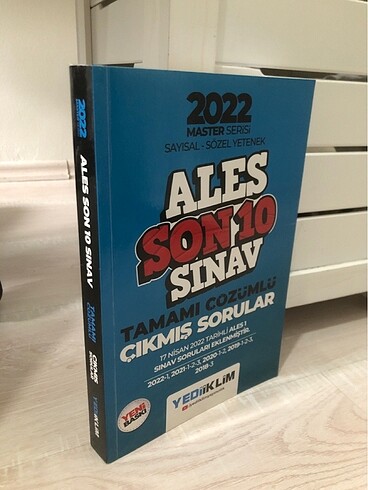 2022
MASTER SERİSİ
SAYISAL - SÖZEL YETENEK
ALES
SON 10
SINAV
TAMAMI ÇÖZÜMLÜ
ÇIKMIŞ SORULAR
17 NİSAN 2022 TARİHLİ ALES 1
SINAV SORULARI EKLENMİŞTİR.
2022-1, 2021-1-2-3, 2020-1-2, 2019-1-2-3,
2018-3
YEDİİKLİM
2022
ALES SON 10 SINAV
TAMAMI
ÇÖZÜMLÜ
ÇIKMIŞ
SORULAR
YENİ
BASKI
YEDİİKLİM